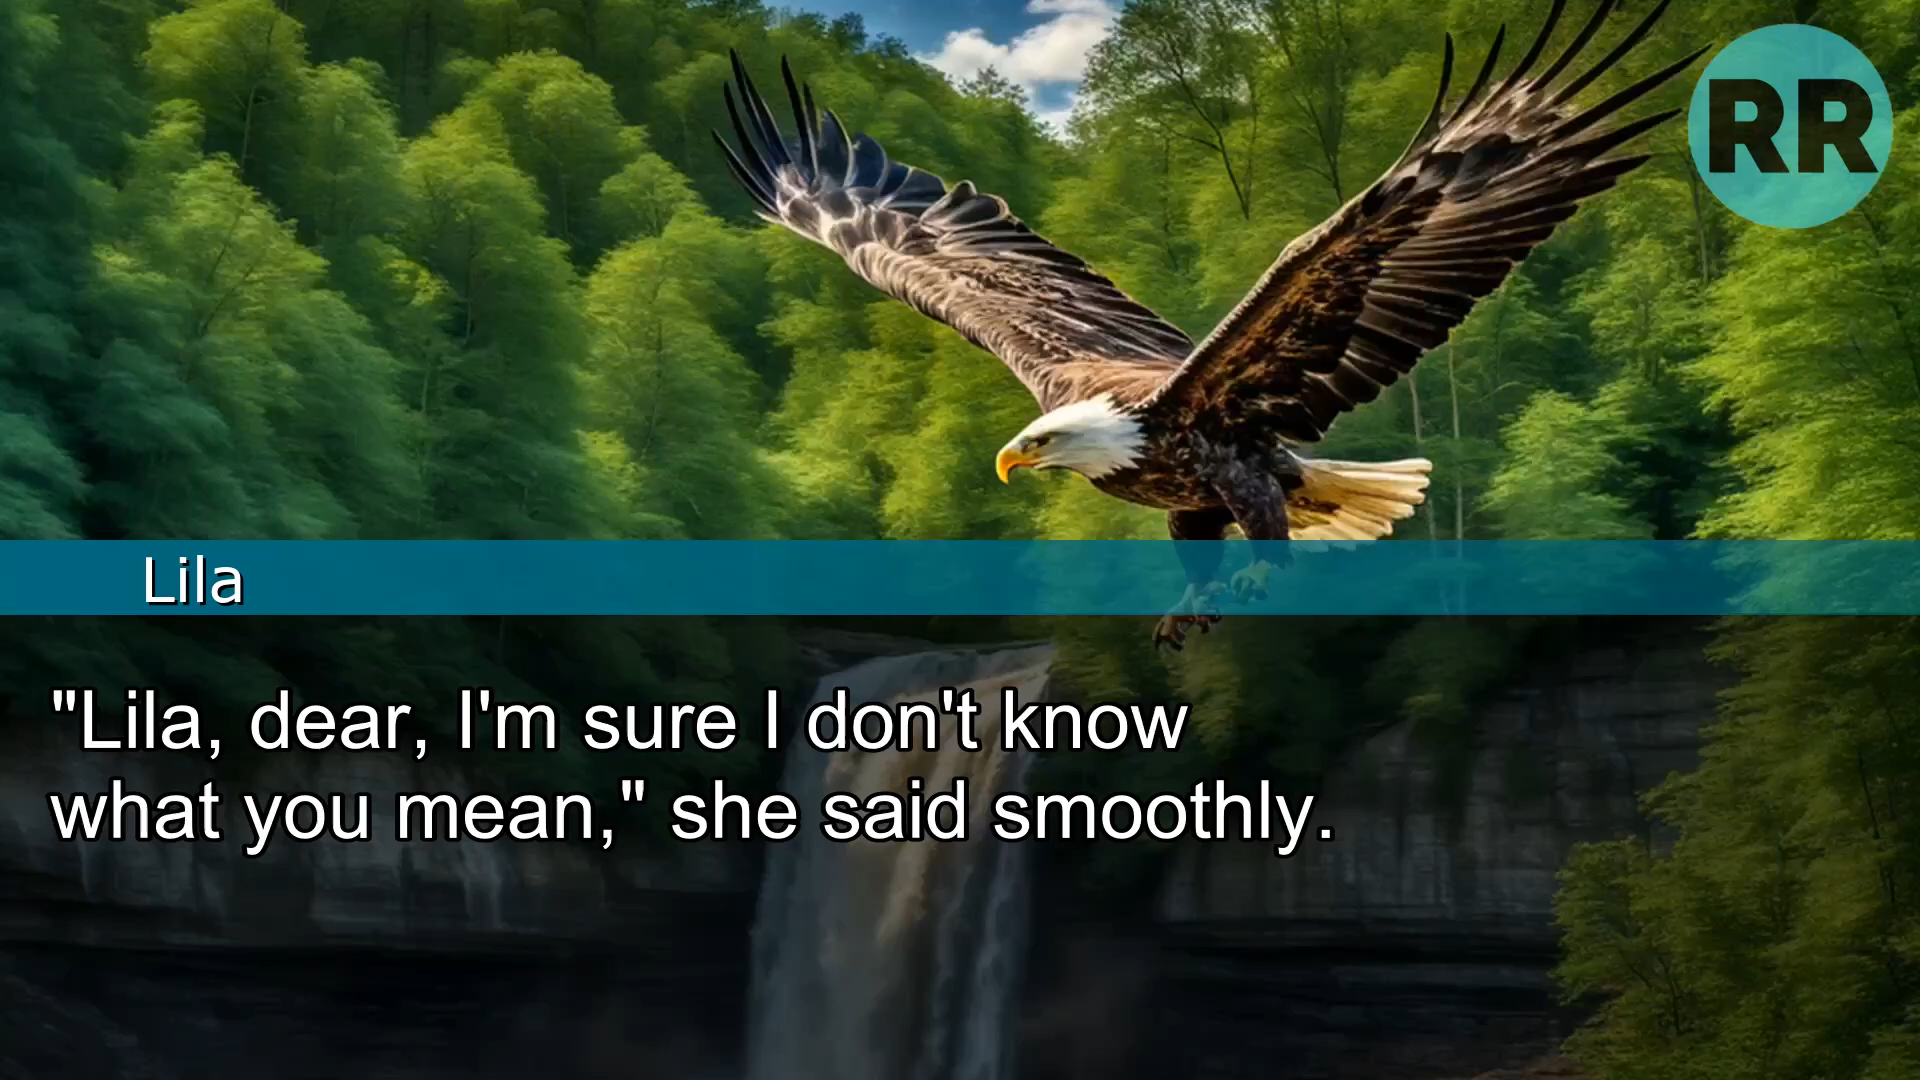 RR
Lila
"Lila, dear, I'm sure I don't know
what you mean," she said smoothly.